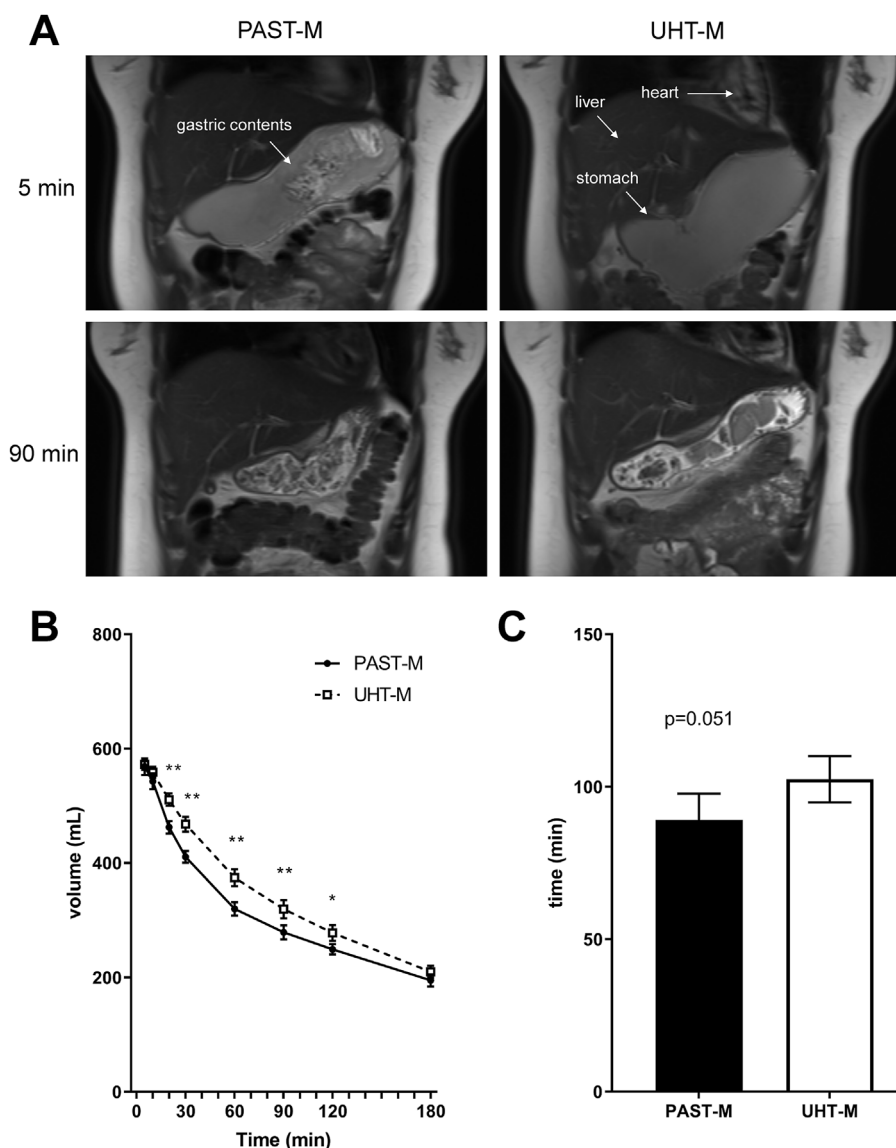 A
PAST-M
UHT-M
5 min
gastric contents
heart
liver
stomach
90 min
B
800
600
400
200
0
volume (mL)
PAST-M
UHT-M
**
**
**
**
*
0
30
60
90
120
180
Time (min)
C
150
100
50
0
time (min)
p=0.051
PAST-M
UHT-M